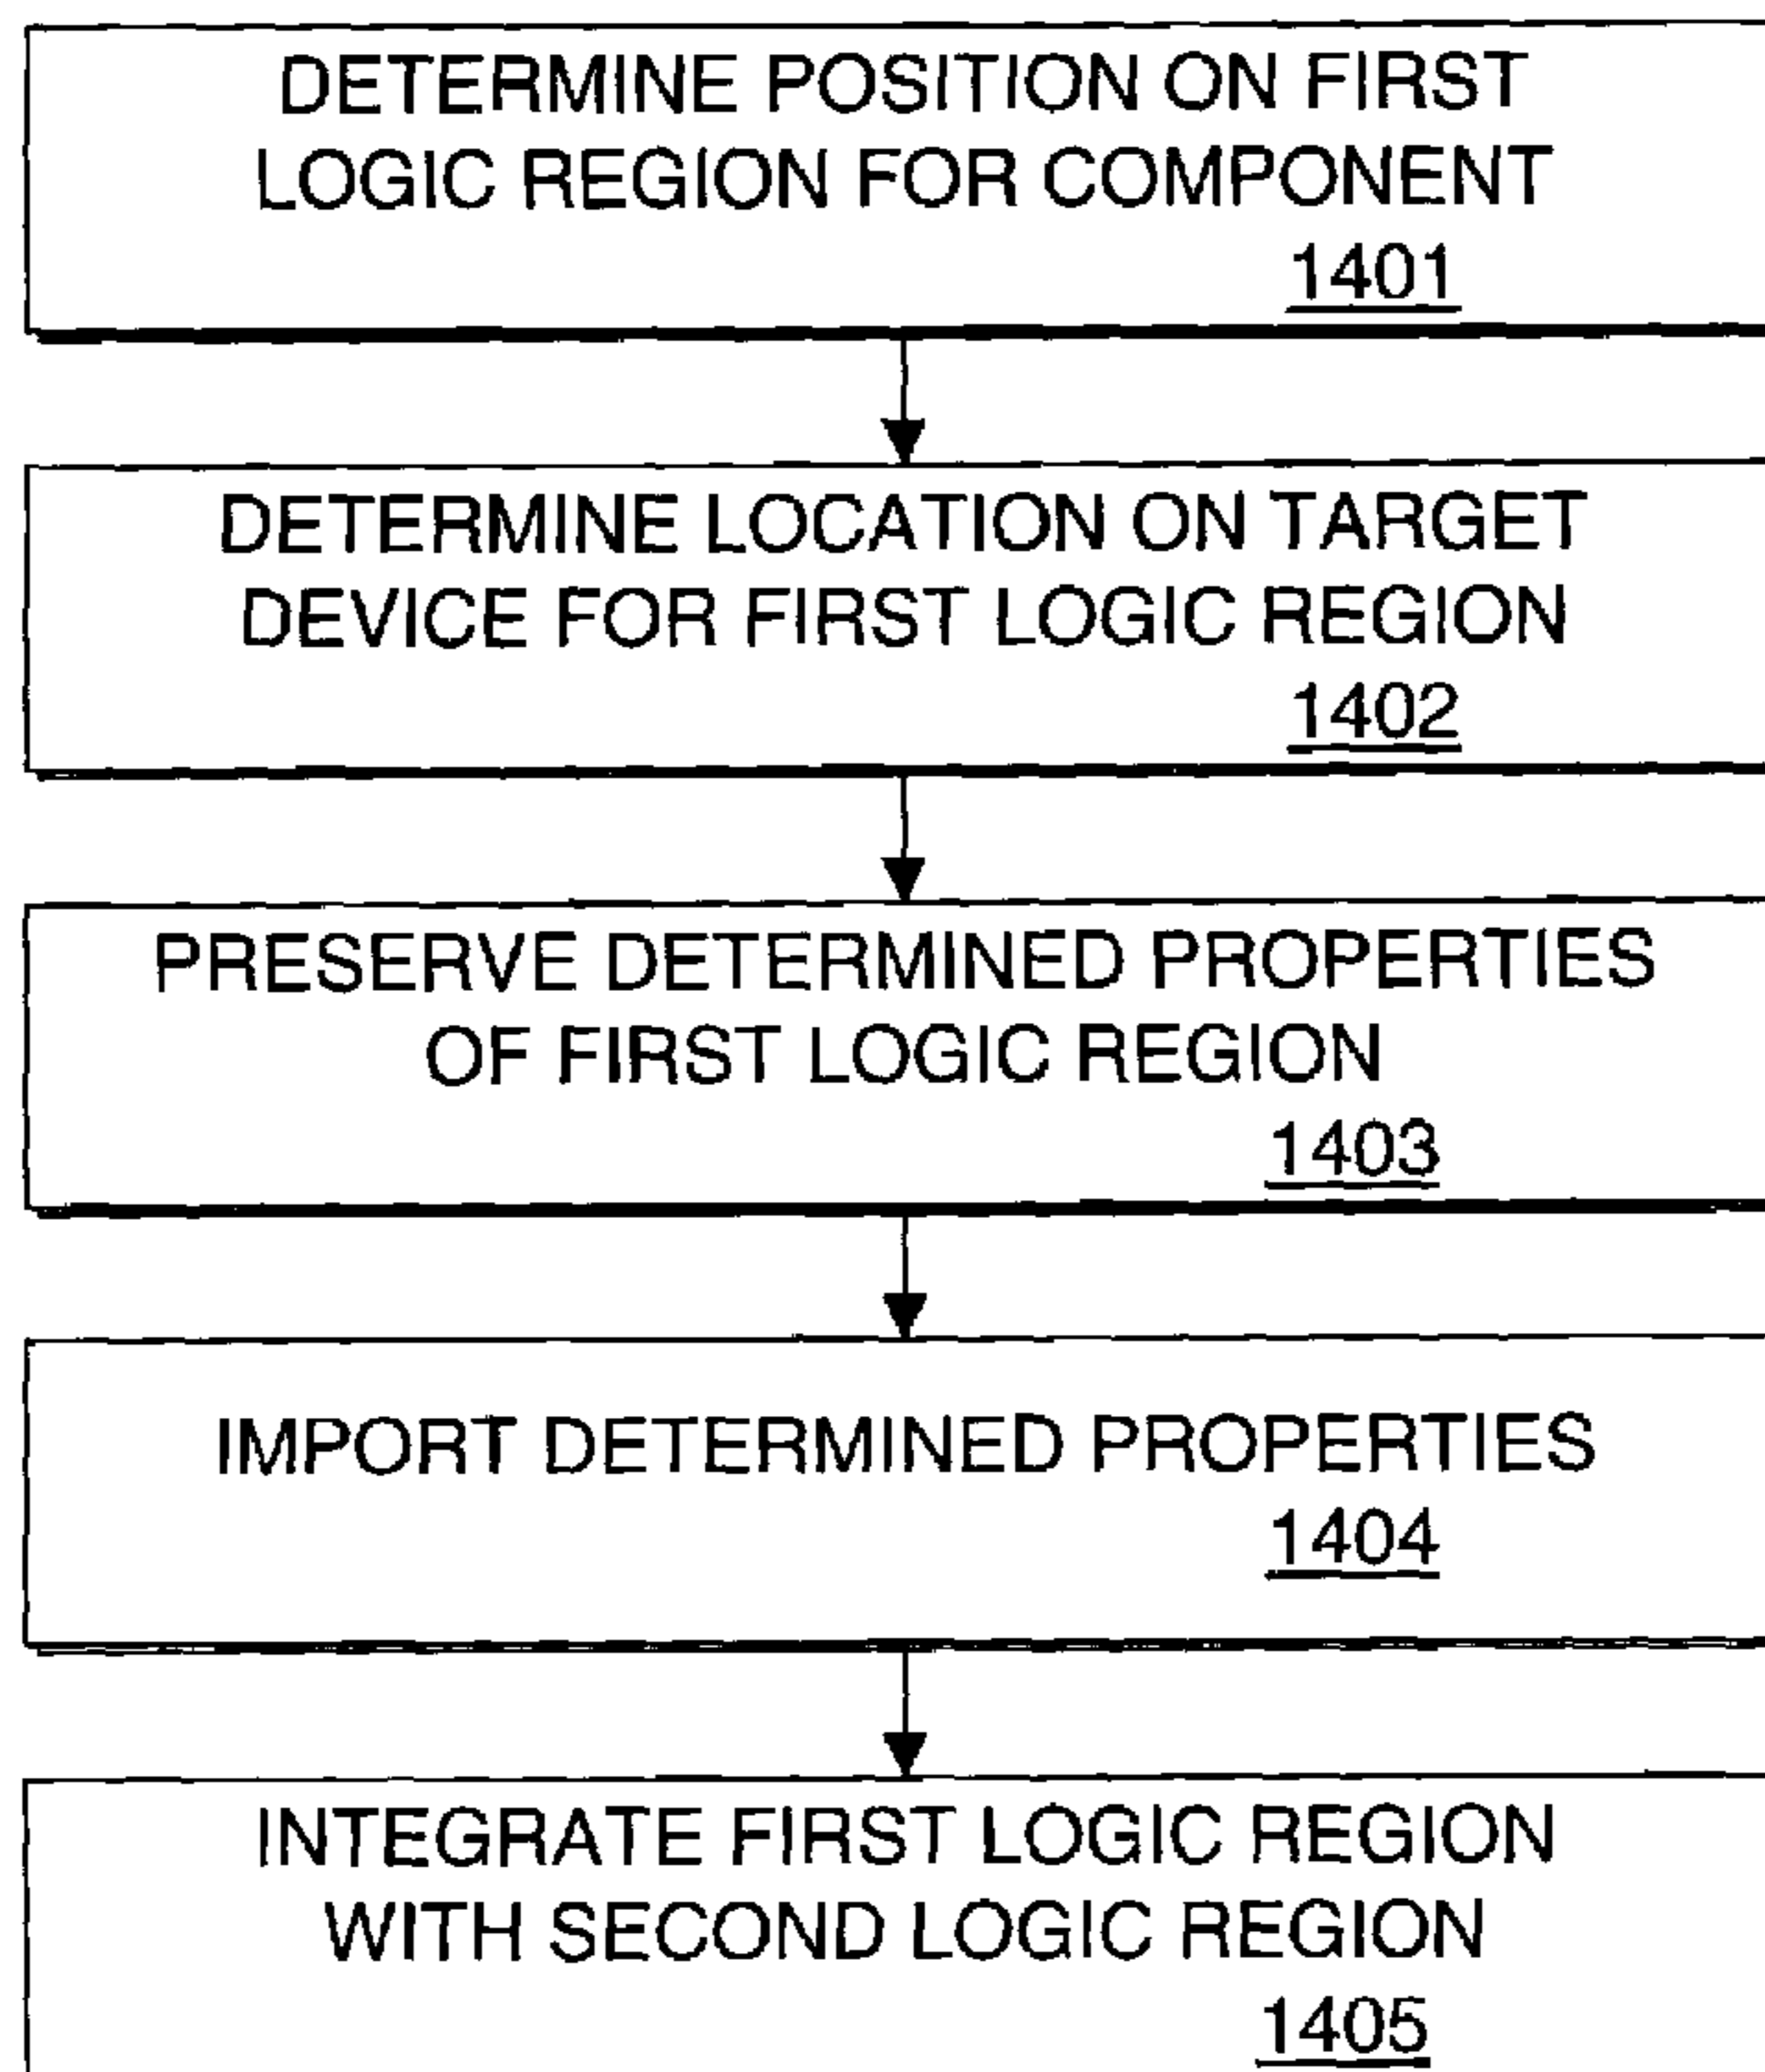 DETERMINE POSITION ON FIRST
LOGIC REGION FOR COMPONENT
1401
DETERMINE LOCATION ON TARGET
DEVICE FOR FIRST LOGIC REGION
1402
PRESERVE DETERMINED PROPERTIES
OF FIRST LOGIC REGION
1403
IMPORT DETERMINED PROPERTIES
1404
INTEGRATE FIRST LOGIC REGION
WITH SECOND LOGIC REGION
1405